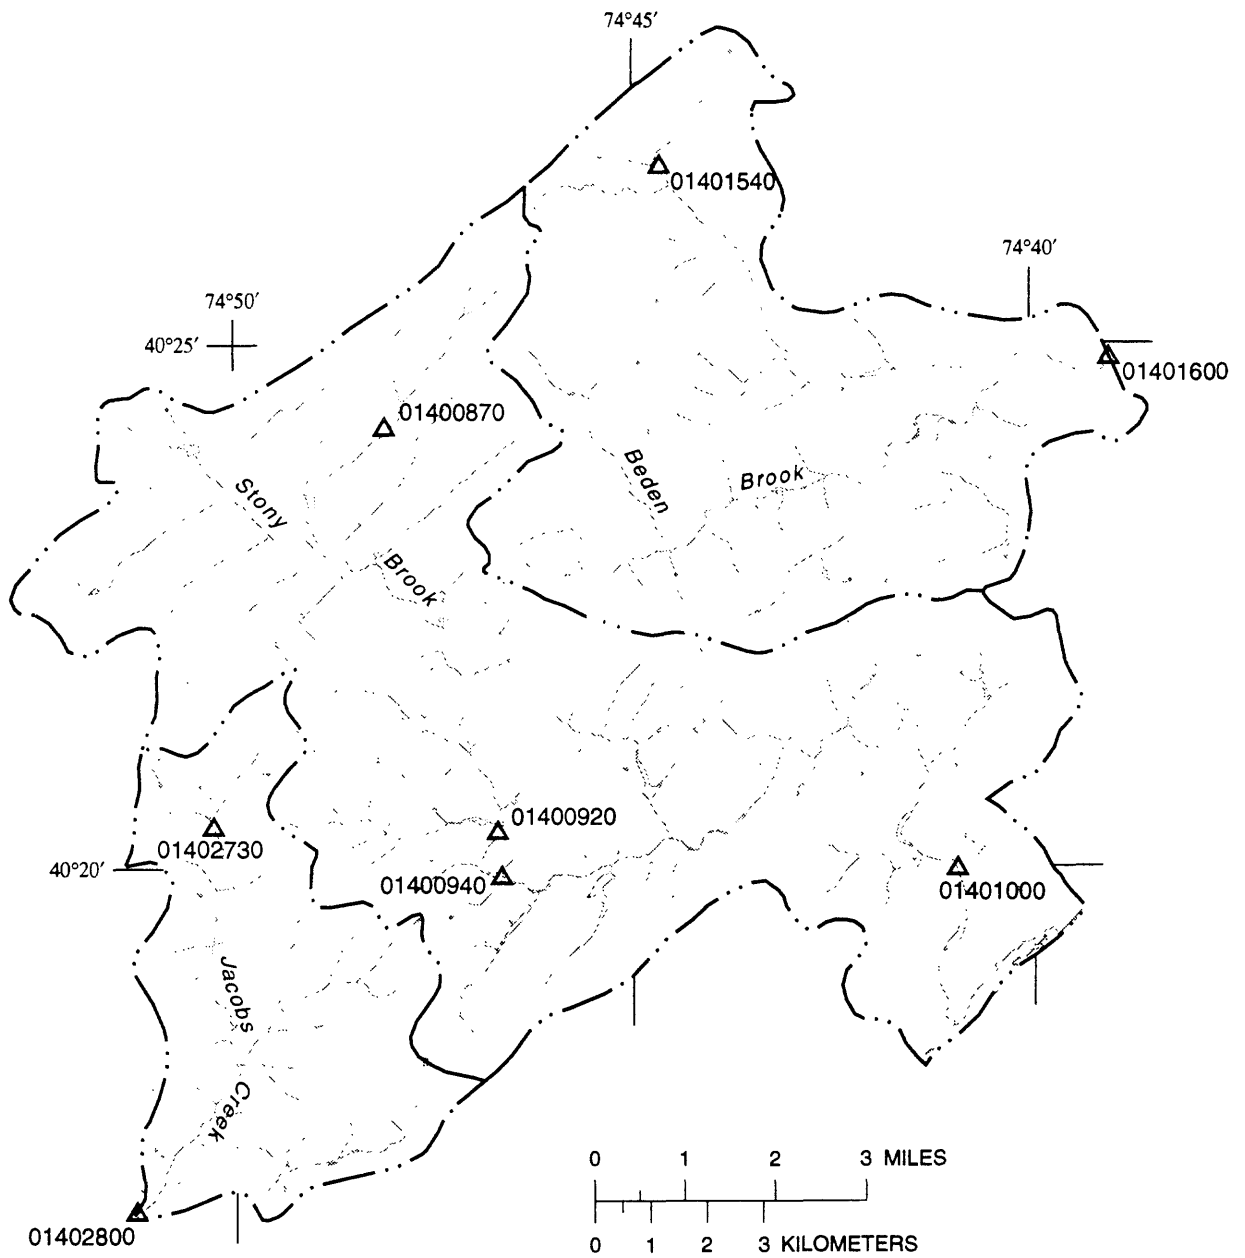 74°45′
01401540
74°40′
74°50′
40°25′
01401600
01400870
Beden
Brook
Stony
Brook
01400920
01402730
40°20′
01400940
01401000
Jacobs
Creek
0 1 2 3 MILES
0 1 2 3 KILOMETERS
01402800